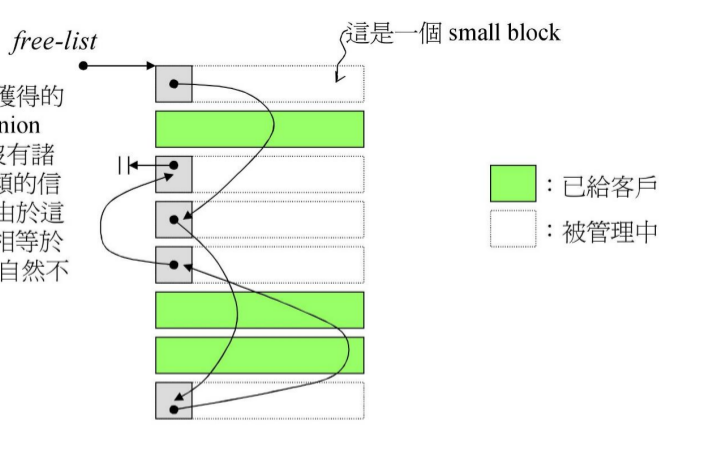 free-list
這是一個 small block
獲得的
nion
沒有諸
類的信
由於這
相等於
自然不
：已給客戶
：被管理中